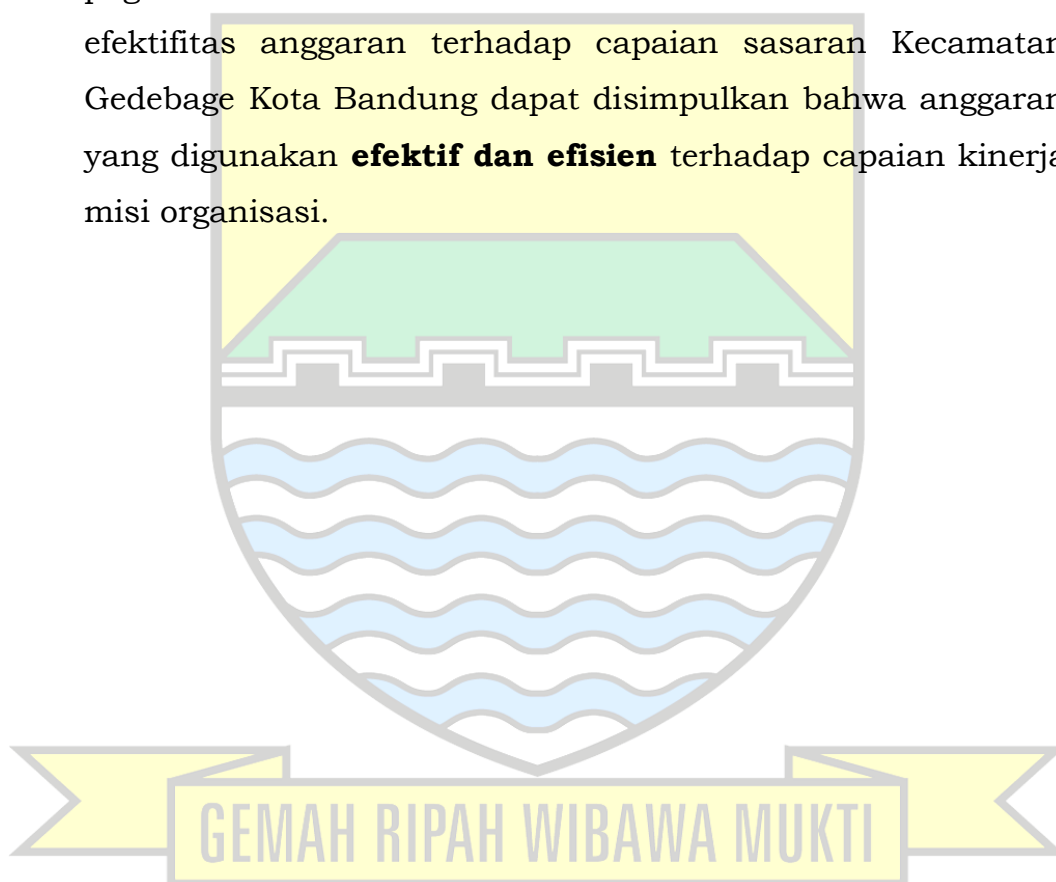 efektifitas anggaran terhadap capaian sasaran Kecamatan
Gedebage Kota Bandung dapat disimpulkan bahwa anggaran
yang digunakan efektif dan efisien terhadap capaian kinerja
misi organisasi.
GEMAH RIPAH WIBAWA MUKTI